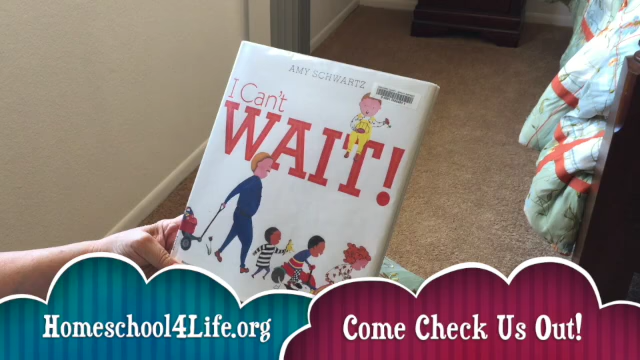 AMY SCHWARTZ
I Can't
WAIT!
Homeschool4Life.org
Come Check Us Out!